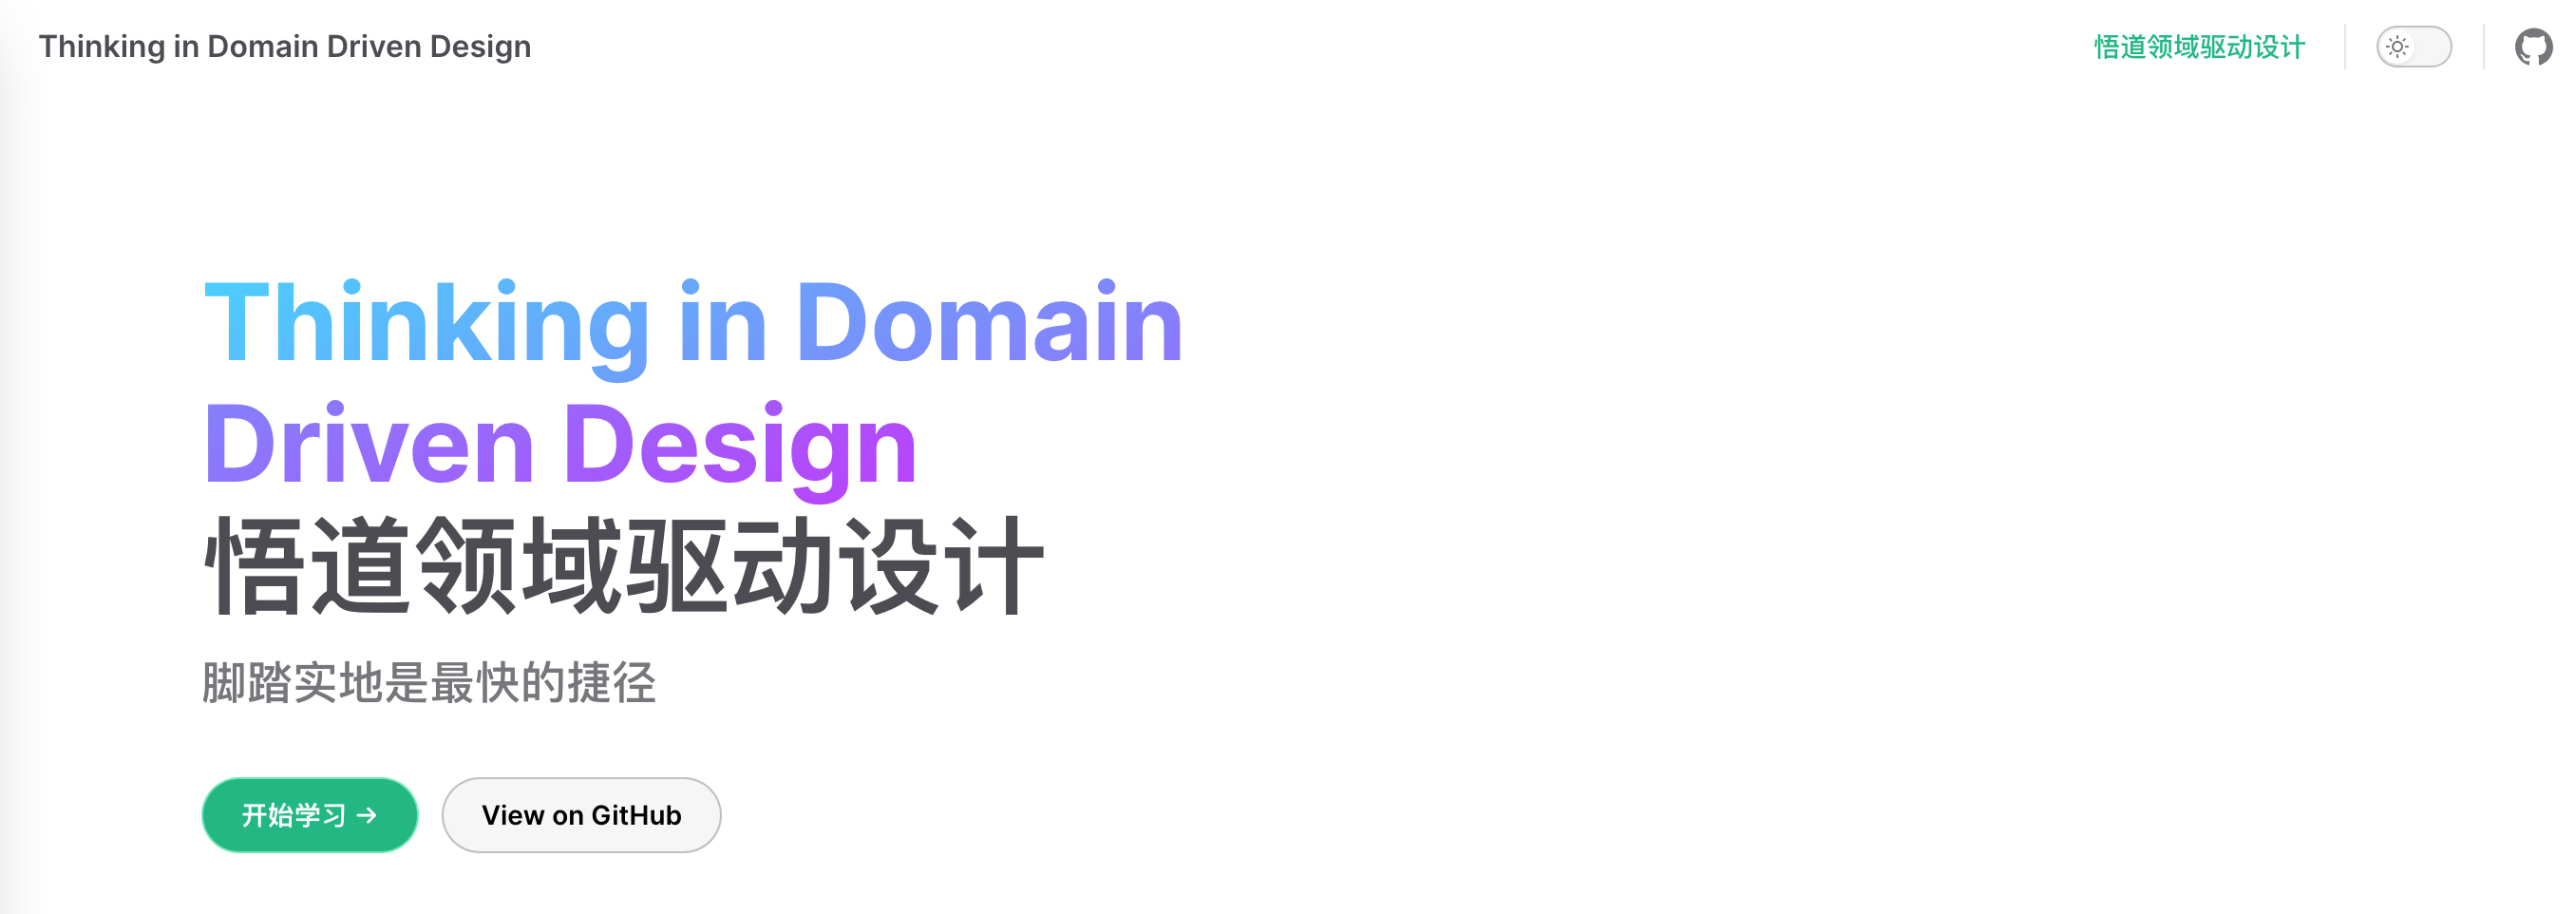 Thinking in Domain Driven Design
悟道领域驱动设计
Thinking in Domain
Driven Design
悟道领域驱动设计
脚踏实地是最快的捷径
开始学习 →
View on GitHub